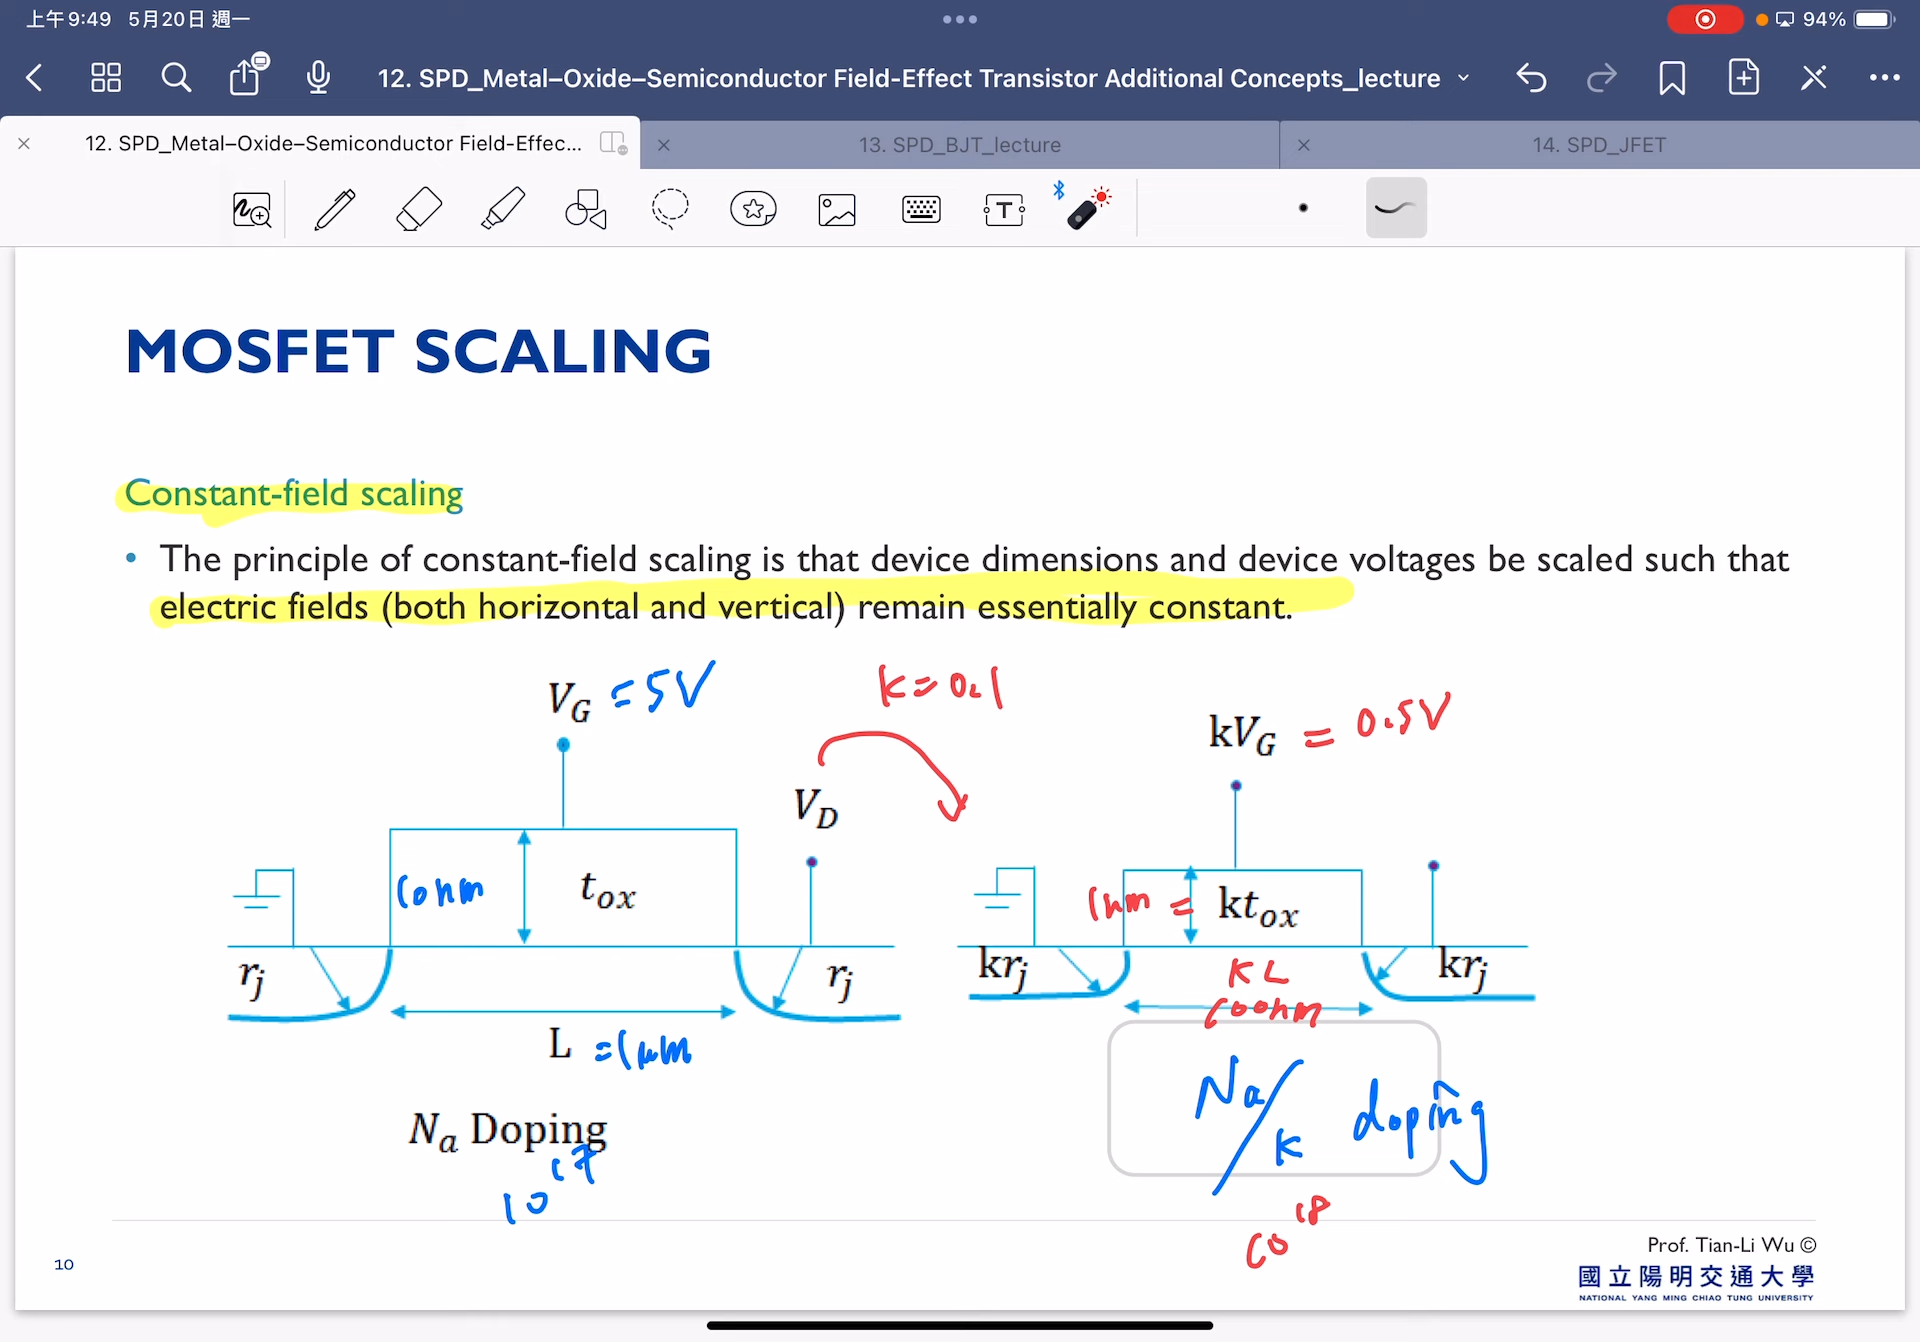 上午9:49 5月20日 週一
94%
12. SPD_Metal–Oxide–Semiconductor Field-Effect Transistor Additional Concepts_lecture
12. SPD_Metal–Oxide–Semiconductor Field-Effec...
13. SPD_BJT_lecture
14. SPD_JFET
T
MOSFET SCALING
Constant-field scaling
• The principle of constant-field scaling is that device dimensions and device voltages be scaled such that
electric fields (both horizontal and vertical) remain essentially constant.
V_G = 5V
k = 0.1
kV_G = 0.5V
V_D
10nm
t_ox
1nm = kt_ox
r_j
r_j
kr_j
kr_j
KL
100nm
L = 1μm
Na/K doping
N_a Doping
10^17
10^18
Prof. Tian-Li Wu ©
10
國立陽明交通大學
NATIONAL YANG MING CHIAO TUNG UNIVERSITY